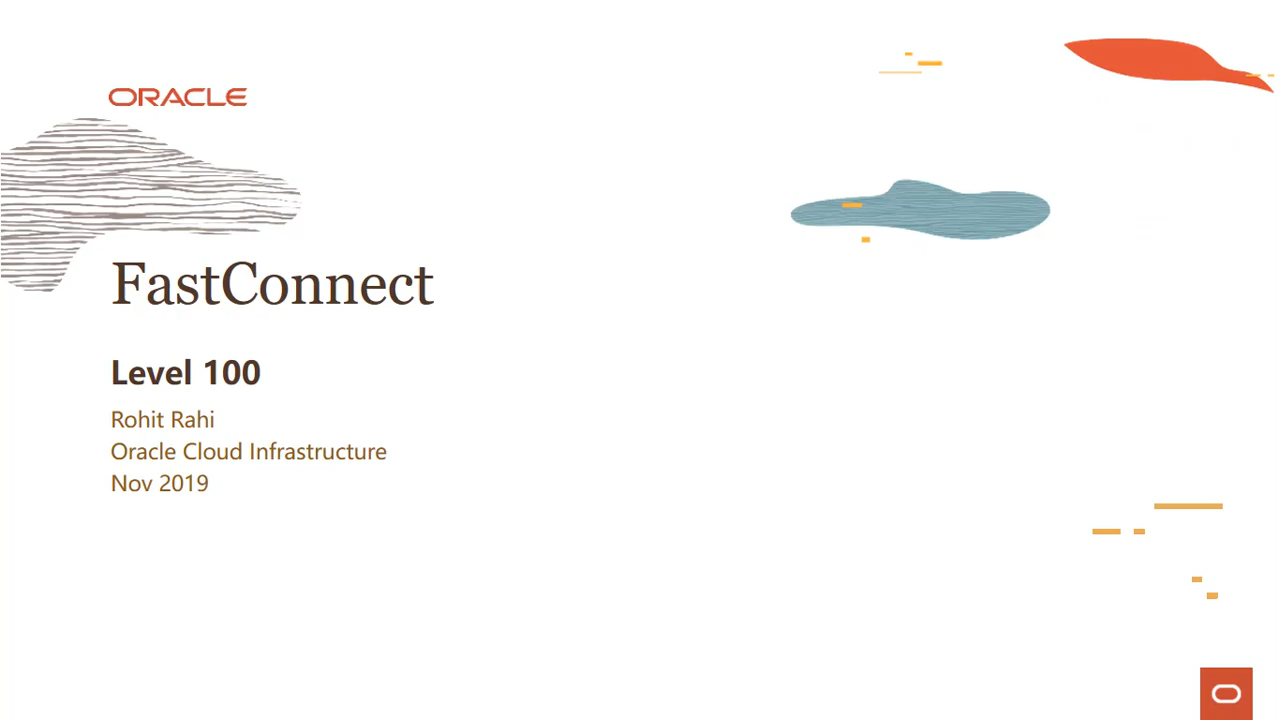 ORACLE
FastConnect
Level 100
Rohit Rahi
Oracle Cloud Infrastructure
Nov 2019